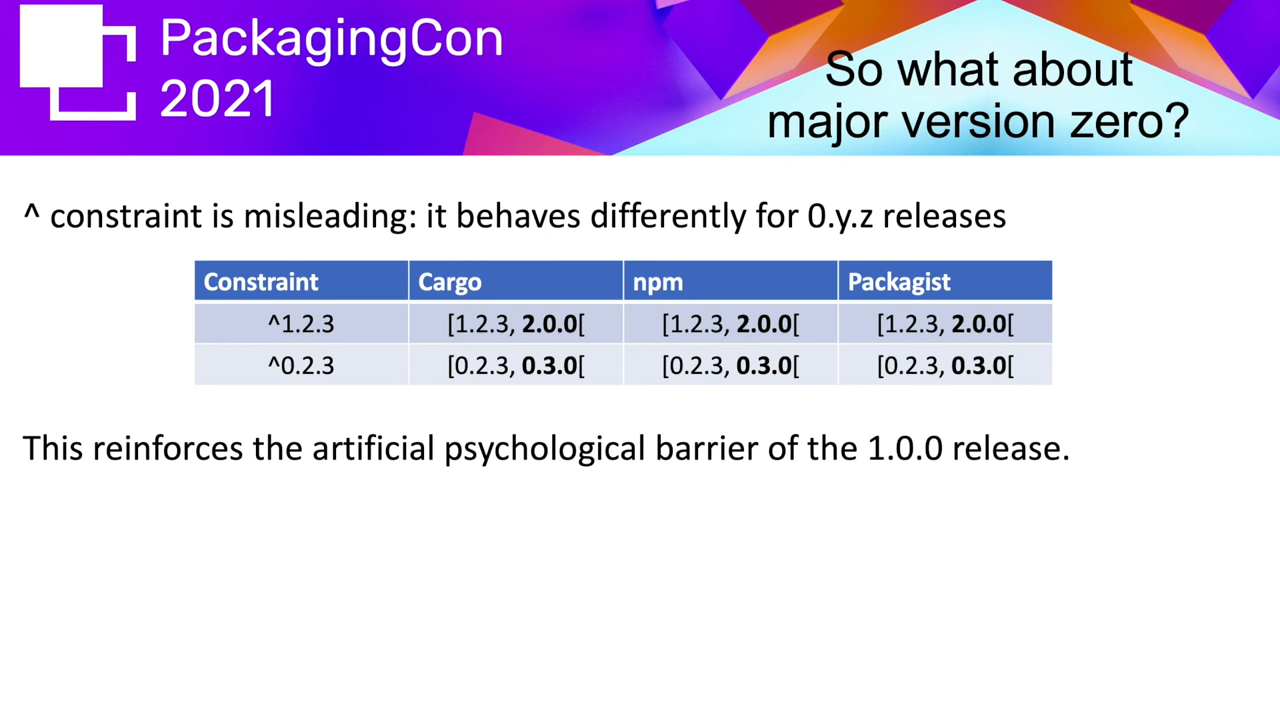 PackagingCon
2021
So what about
major version zero?
^ constraint is misleading: it behaves differently for 0.y.z releases
Constraint Cargo npm Packagist
^1.2.3 [1.2.3, 2.0.0[ [1.2.3, 2.0.0[ [1.2.3, 2.0.0[
^0.2.3 [0.2.3, 0.3.0[ [0.2.3, 0.3.0[ [0.2.3, 0.3.0[
This reinforces the artificial psychological barrier of the 1.0.0 release.